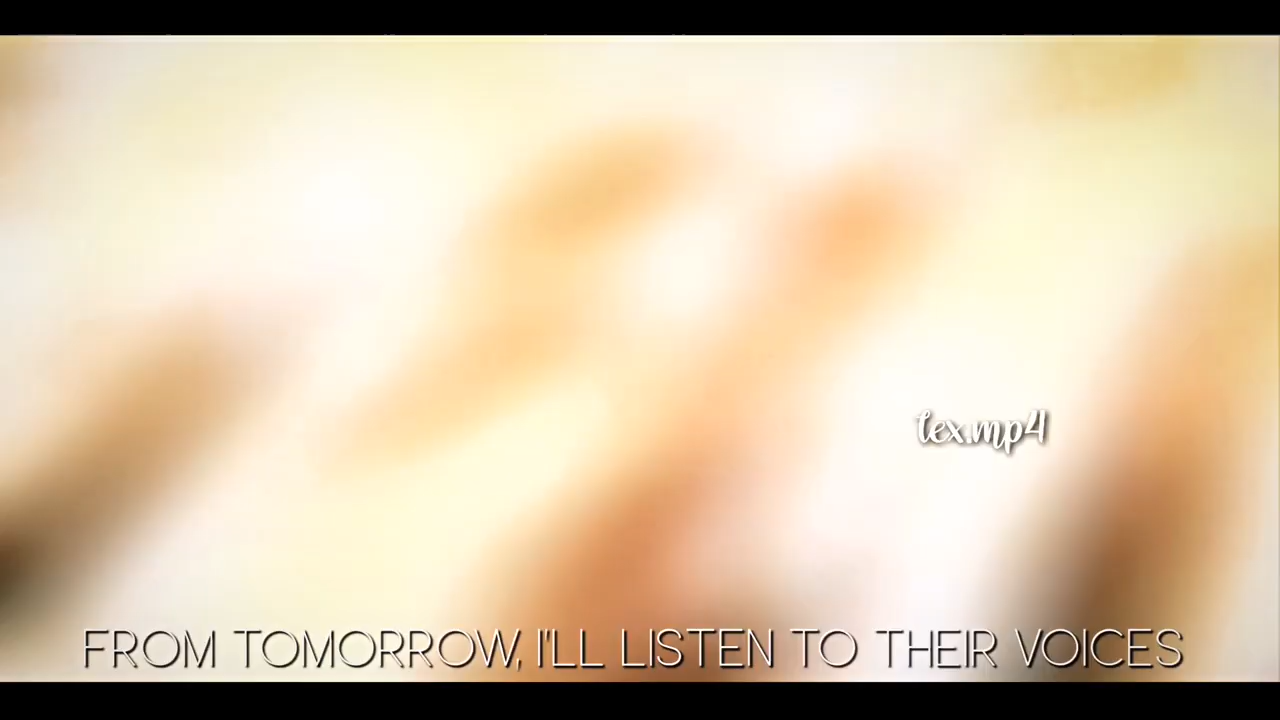 tex.mp4
FROM TOMORROW, I'LL LISTEN TO THEIR VOICES